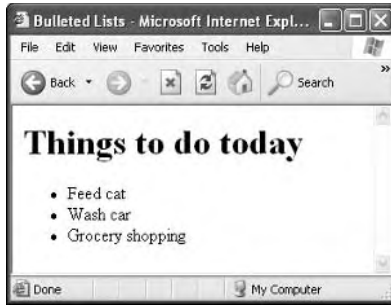 Bulleted Lists - Microsoft Internet Expl...
File Edit View Favorites Tools Help
Back Search »
Things to do today
• Feed cat
• Wash car
• Grocery shopping
Done My Computer